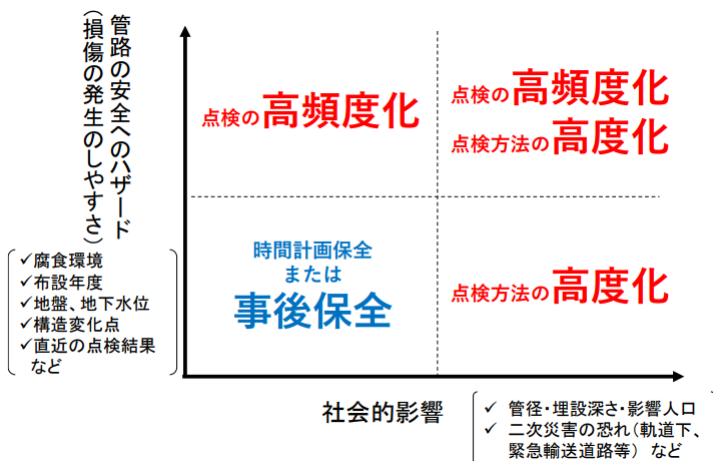 管路の安全へのハザード
(損傷の発生のしやすさ)
✓腐食環境
✓布設年度
✓地盤、地下水位
✓構造変化点
✓直近の点検結果
など
点検の高頻度化
点検の高頻度化
点検方法の高度化
時間計画保全
または
事後保全
点検方法の高度化
社会的影響
✓ 管径・埋設深さ・影響人口
✓ 二次災害の恐れ(軌道下、
緊急輸送道路等) など